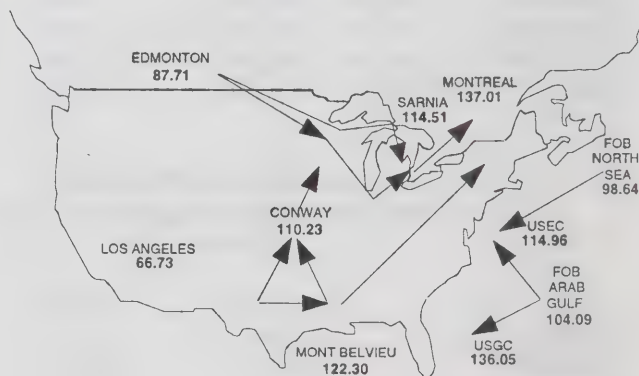 EDMONTON
87.71
MONTREAL
137.01
SARNIA
114.51
FOB
NORTH
SEA
98.64
CONWAY
110.23
USEC
114.96
LOS ANGELES
66.73
FOB
ARAB
GULF
104.09
USGC
136.05
MONT BELVIEU
122.30